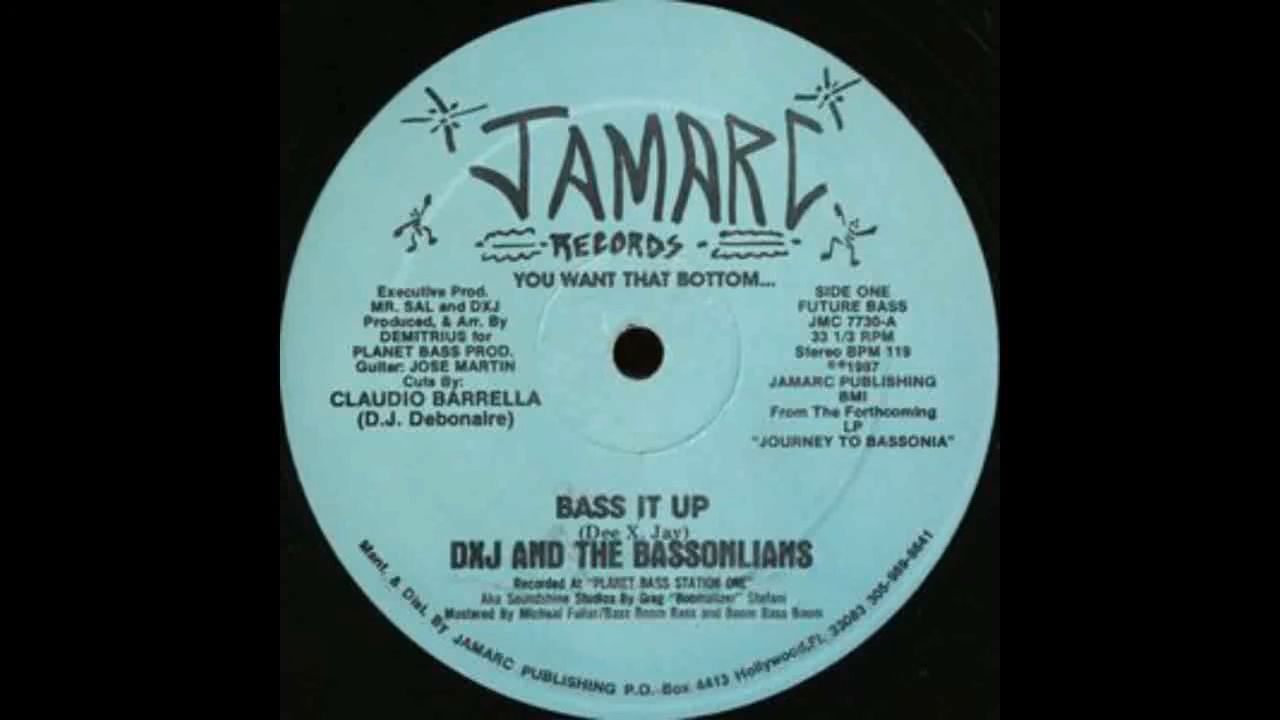 JAMARC
RECORDS
YOU WANT THAT BOTTOM...
Executive Prod.
MR. SAL and DXJ
Produced, & Arr. By
DEMITRIUS for
PLANET BASS PROD.
Guitar: JOSE MARTIN
Cuts By:
CLAUDIO BARRELLA
(D.J. Debonaire)
SIDE ONE
FUTURE BASS
JMC 7730-A
33 1/3 RPM
Stereo BPM 119
1987
JAMARC PUBLISHING
BMI
From The Forthcoming
LP
"JOURNEY TO BASSONIA"
BASS IT UP
(Dee X. Jay)
DXJ AND THE BASSONLIANS
Recorded At "PLANET BASS STATION ONE"
Aka Soundshine Studios By Greg Stefani
Mastered By Micheal Fuller/Bass Boom Bass and Boom Bass Boom
Manf. & Dist. By JAMARC PUBLISHING P.O. Box 4413 Hollywood, Fl. 33083 305-989-